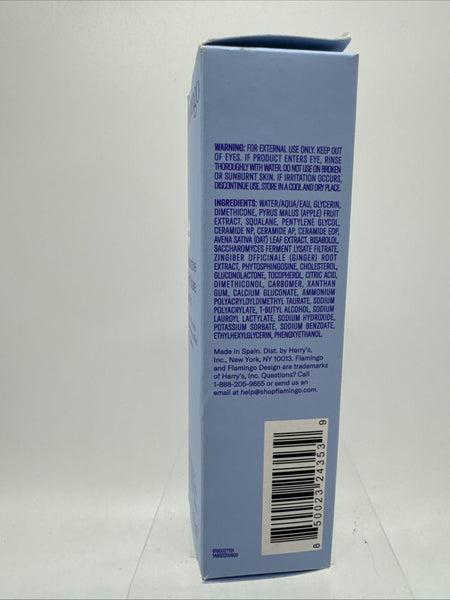 WARNING: FOR EXTERNAL USE ONLY. KEEP OUT
OF EYES. IF PRODUCT ENTERS EYE, RINSE
THOROUGHLY WITH WATER. DO NOT USE ON BROKEN
OR SUNBURNT SKIN. IF IRRITATION OCCURS,
DISCONTINUE USE. STORE IN A COOL AND DRY PLACE.
INGREDIENTS: WATER/AQUA/EAU, GLYCERIN,
DIMETHICONE, PYRUS MALUS (APPLE) FRUIT
EXTRACT, SQUALANE, PENTYLENE GLYCOL,
CERAMIDE NP, CERAMIDE AP, CERAMIDE EOP,
AVENA SATIVA (OAT) LEAF EXTRACT, BISABOLOL,
SACCHAROMYCES FERMENT LYSATE FILTRATE,
ZINGIBER OFFICINALE (GINGER) ROOT
EXTRACT, PHYTOSPHINGOSINE, CHOLESTEROL,
GLUCONOLACTONE, TOCOPHEROL, CITRIC ACID,
DIMETHICONOL, CARBOMER, XANTHAN
GUM, CALCIUM GLUCONATE, AMMONIUM
POLYACRYLOYLDIMETHYL TAURATE, SODIUM
POLYACRYLATE, T-BUTYL ALCOHOL, SODIUM
LAUROYL LACTYLATE, SODIUM HYDROXIDE,
POTASSIUM SORBATE, SODIUM BENZOATE,
ETHYLHEXYLGLYCERIN, PHENOXYETHANOL.
Made in Spain. Dist. by Harry's,
Inc., New York, NY 10013. Flamingo
and Flamingo Design are trademarks
of Harry's, Inc. Questions? Call
1-888-205-9655 or send us an
email at help@shopflamingo.com
8 50023 24353 9